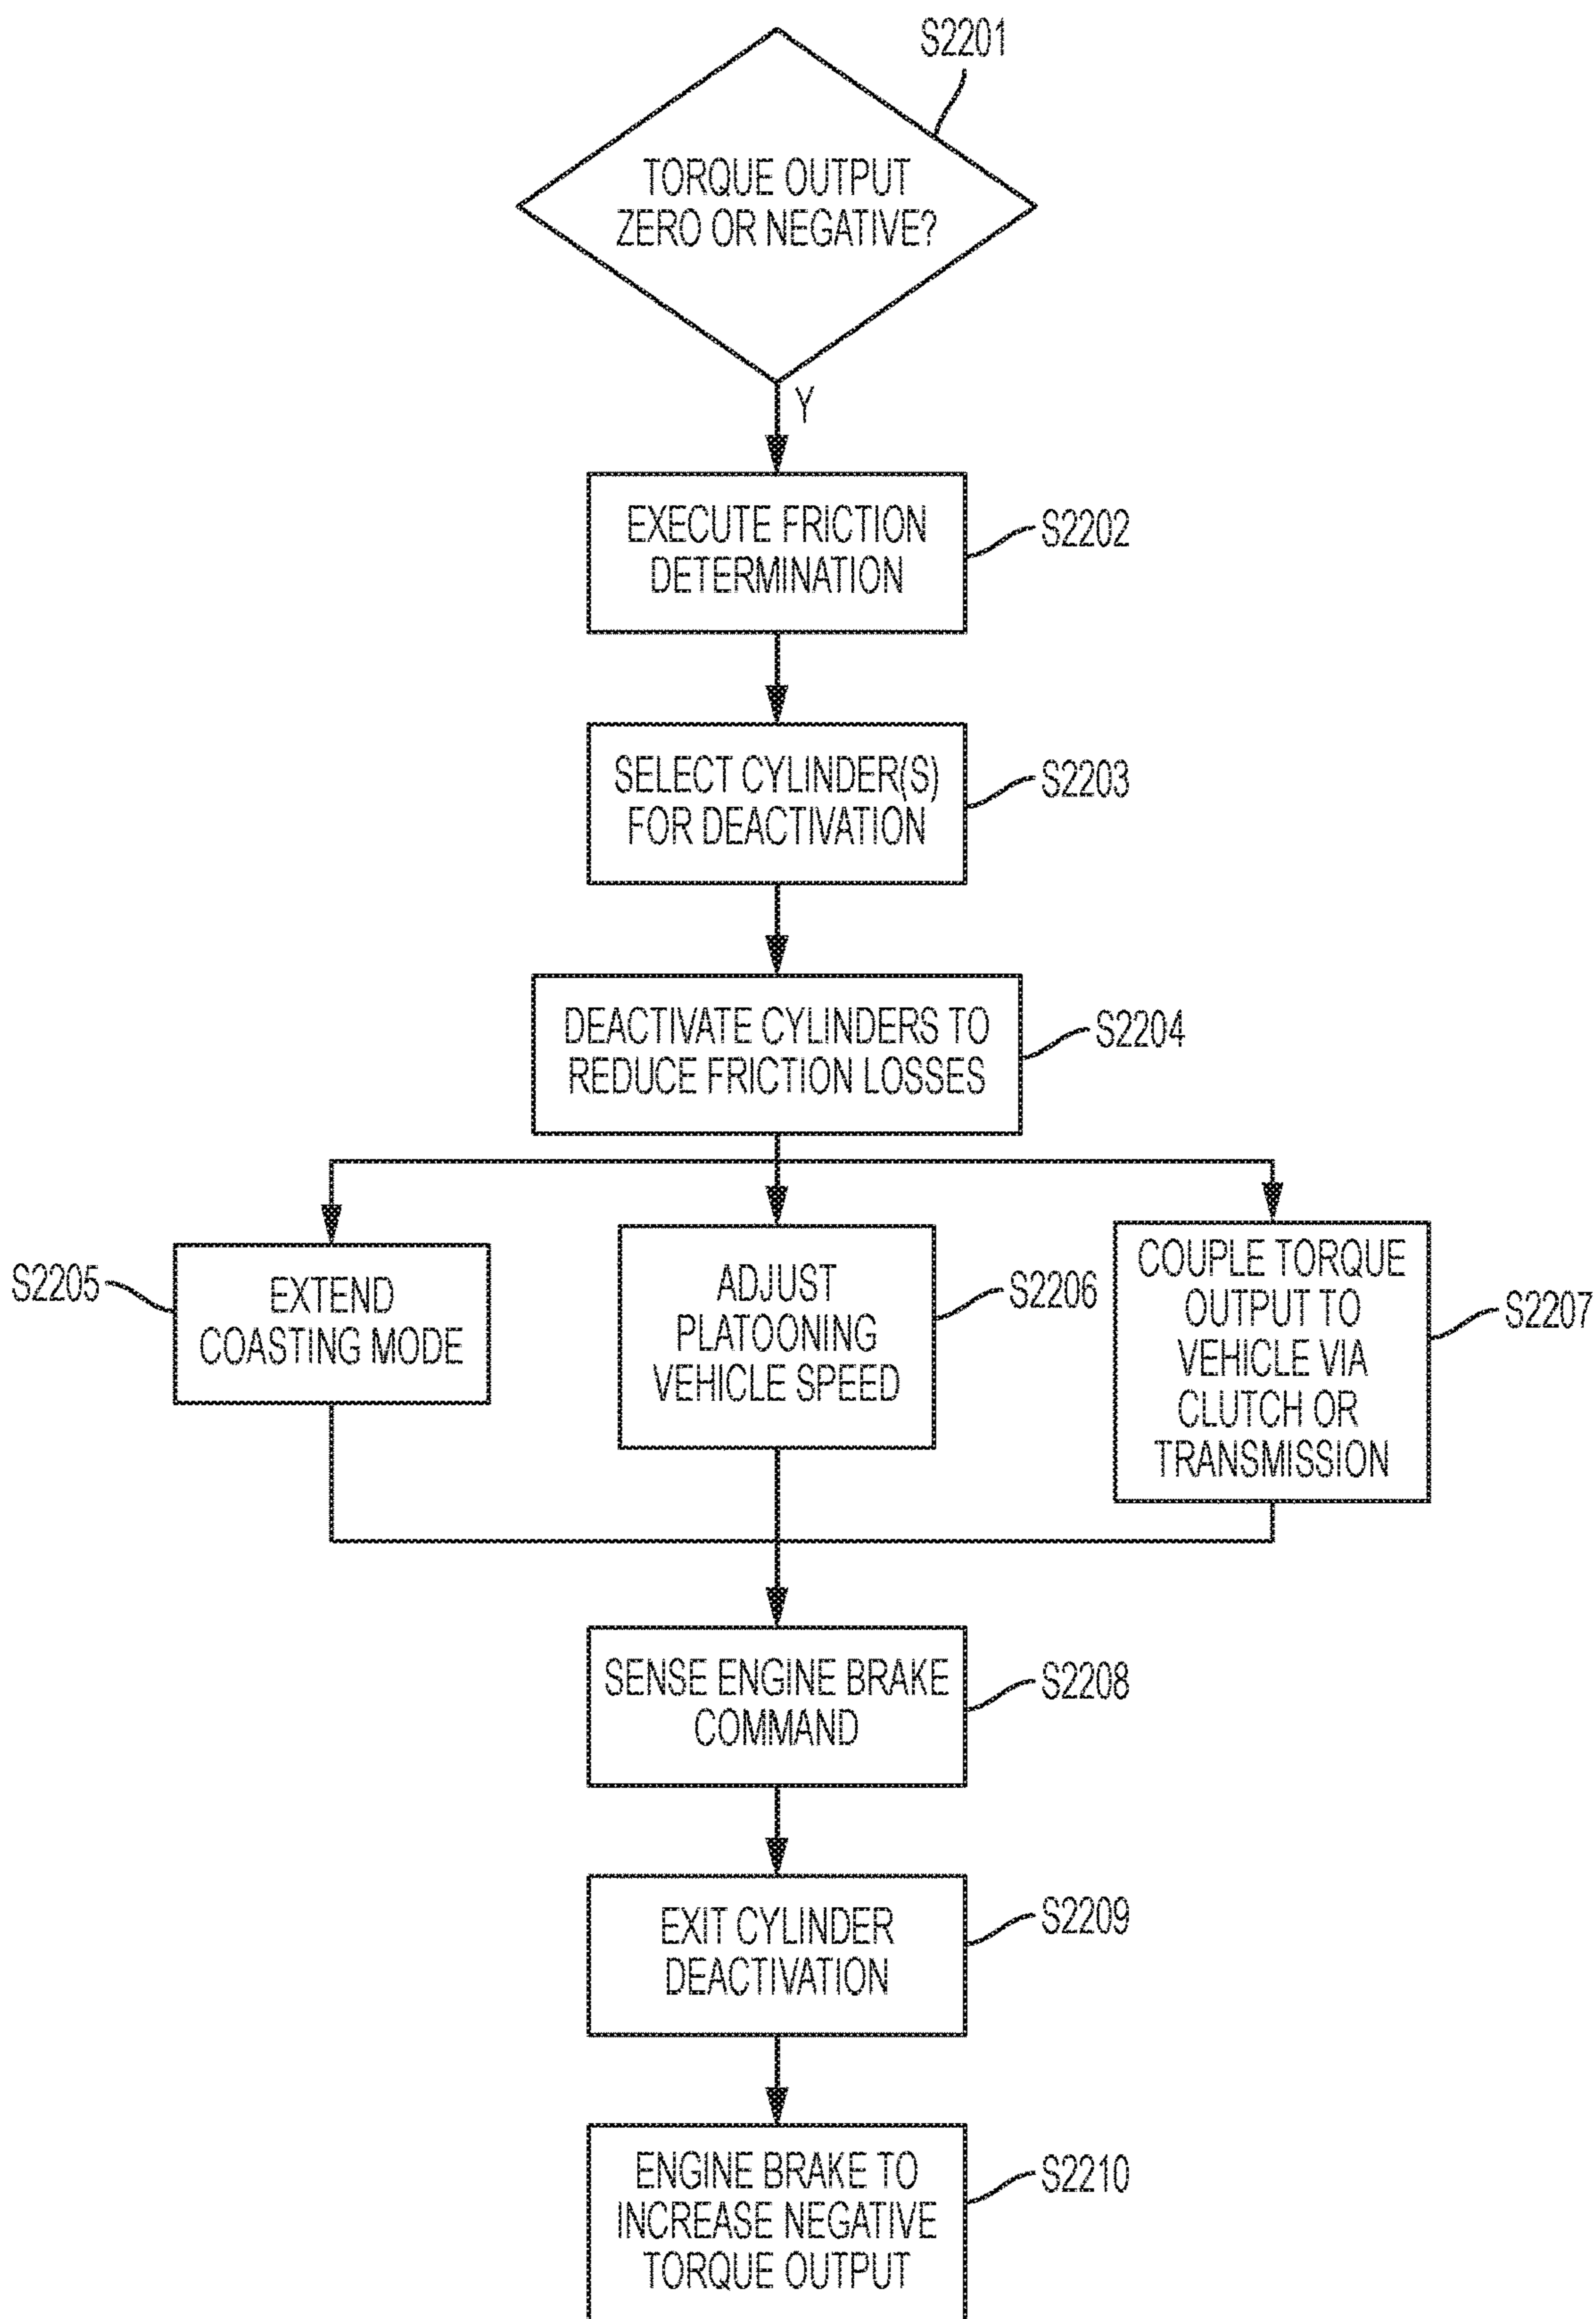 S2201
TORQUE OUTPUT
ZERO OR NEGATIVE?
Y
EXECUTE FRICTION
DETERMINATION
S2202
SELECT CYLINDER(S)
FOR DEACTIVATION
S2203
DEACTIVATE CYLINDERS TO
REDUCE FRICTION LOSSES
S2204
S2205
EXTEND
COASTING MODE
ADJUST
PLATOONING
VEHICLE SPEED
S2206
COUPLE TORQUE
OUTPUT TO
VEHICLE VIA
CLUTCH OR
TRANSMISSION
S2207
SENSE ENGINE BRAKE
COMMAND
S2208
EXIT CYLINDER
DEACTIVATION
S2209
ENGINE BRAKE TO
INCREASE NEGATIVE
TORQUE OUTPUT
S2210